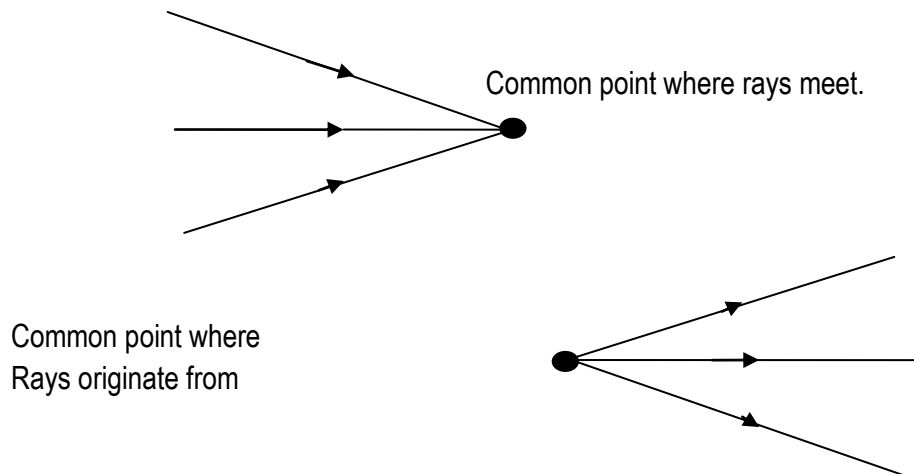 Common point where rays meet.
Common point where
Rays originate from